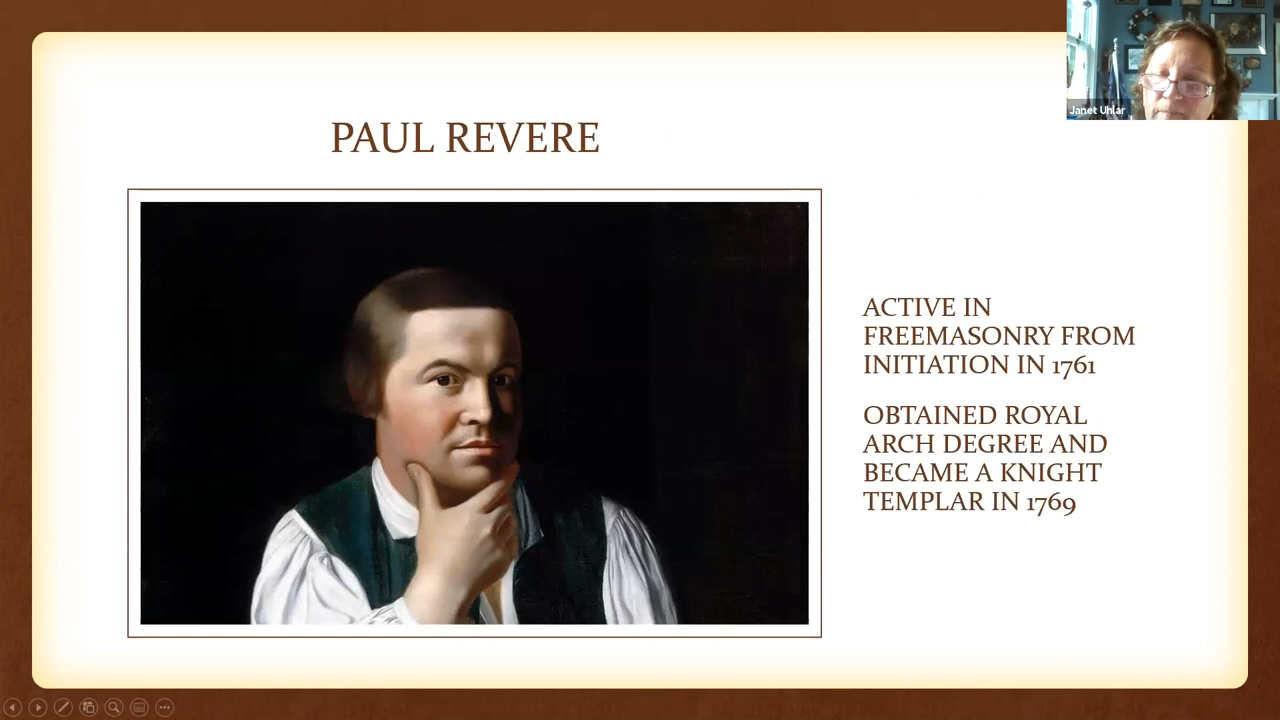 Janet Uhlar
PAUL REVERE
ACTIVE IN
FREEMASONRY FROM
INITIATION IN 1761
OBTAINED ROYAL
ARCH DEGREE AND
BECAME A KNIGHT
TEMPLAR IN 1769